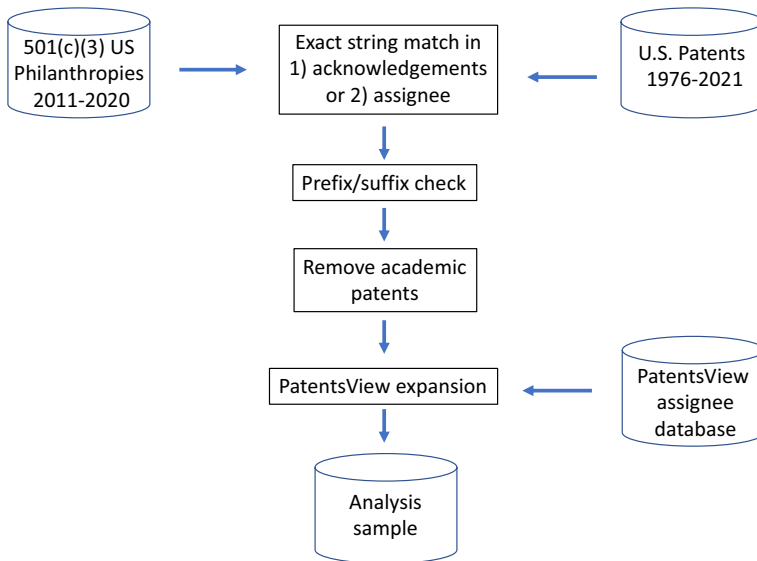 501(c)(3) US
Philanthropies
2011-2020
Exact string match in
1) acknowledgements
or 2) assignee
U.S. Patents
1976-2021
Prefix/suffix check
Remove academic
patents
PatentsView expansion
PatentsView
assignee
database
Analysis
sample